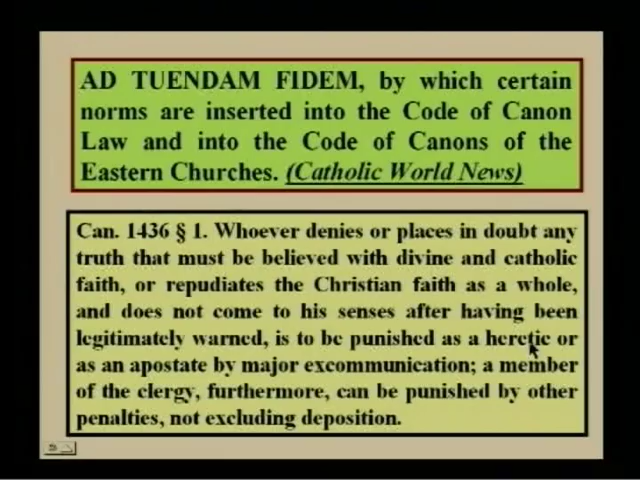 AD TUENDAM FIDEM, by which certain
norms are inserted into the Code of Canon
Law and into the Code of Canons of the
Eastern Churches. (Catholic World News)
Can. 1436 § 1. Whoever denies or places in doubt any
truth that must be believed with divine and catholic
faith, or repudiates the Christian faith as a whole,
and does not come to his senses after having been
legitimately warned, is to be punished as a heretic or
as an apostate by major excommunication; a member
of the clergy, furthermore, can be punished by other
penalties, not excluding deposition.